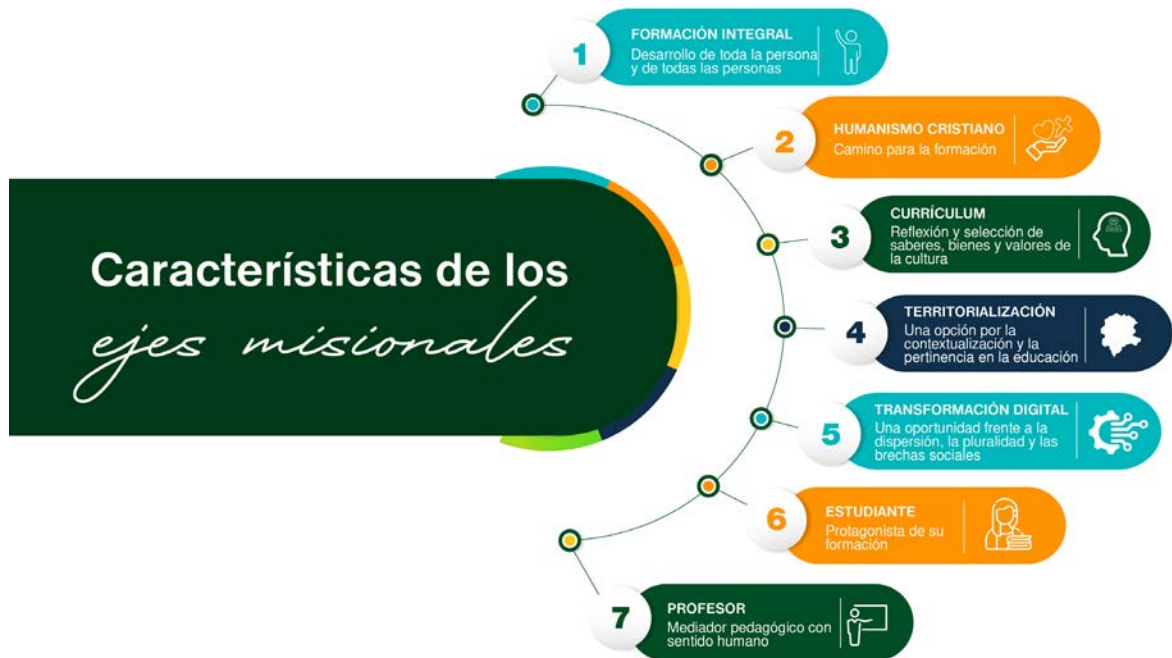 Características de los
ejes misionales
1
FORMACIÓN INTEGRAL
Desarrollo de toda la persona
y de todas las personas
2
HUMANISMO CRISTIANO
Camino para la formación
3
CURRÍCULUM
Reflexión y selección de
saberes, bienes y valores de
la cultura
4
TERRITORIALIZACIÓN
Una opción por la
contextualización y la
pertinencia en la educación
5
TRANSFORMACIÓN DIGITAL
Una oportunidad frente a la
dispersión, la pluralidad y las
brechas sociales
6
ESTUDIANTE
Protagonista de su
formación
7
PROFESOR
Mediador pedagógico con
sentido humano